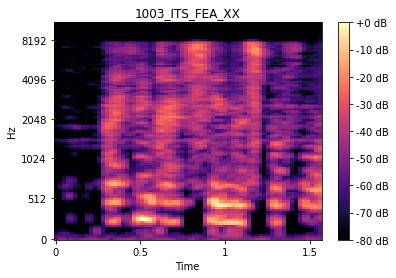 1003_ITS_FEA_XX
Hz
8192
4096
2048
1024
512
0
0
0.5
1
1.5
Time
+0 dB
-10 dB
-20 dB
-30 dB
-40 dB
-50 dB
-60 dB
-70 dB
-80 dB